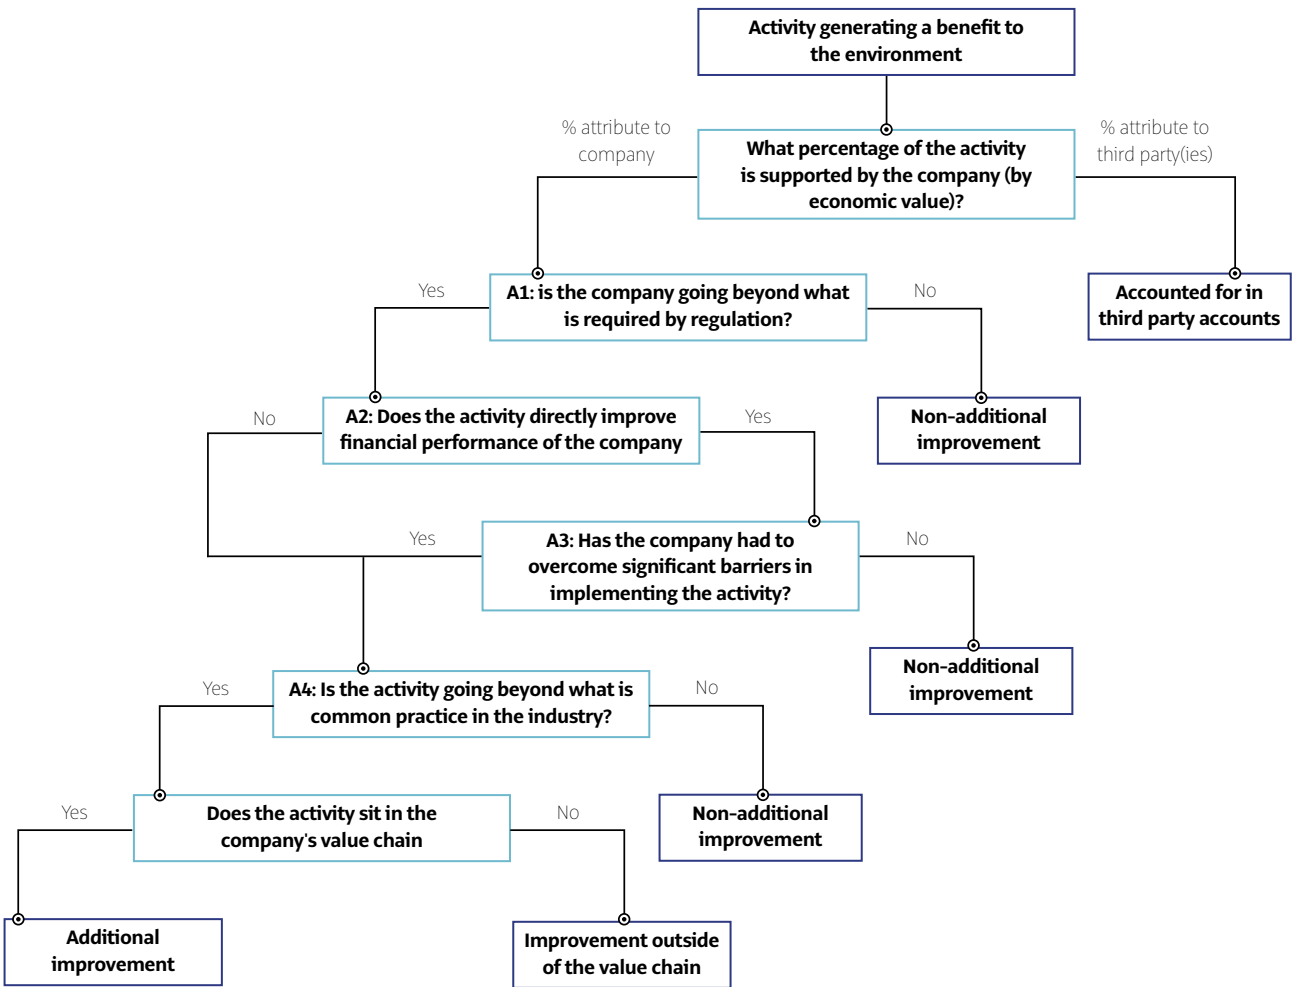 Activity generating a benefit to
the environment
% attribute to
company
What percentage of the activity
is supported by the company (by
economic value)?
% attribute to
third party(ies)
Yes
A1: is the company going beyond what
is required by regulation?
No
Accounted for in
third party accounts
No
A2: Does the activity directly improve
financial performance of the company
Yes
Non-additional
improvement
Yes
A3: Has the company had to
overcome significant barriers in
implementing the activity?
No
Non-additional
improvement
Yes
A4: Is the activity going beyond what is
common practice in the industry?
No
Yes
Does the activity sit in the
company's value chain
No
Non-additional
improvement
Additional
improvement
Improvement outside
of the value chain